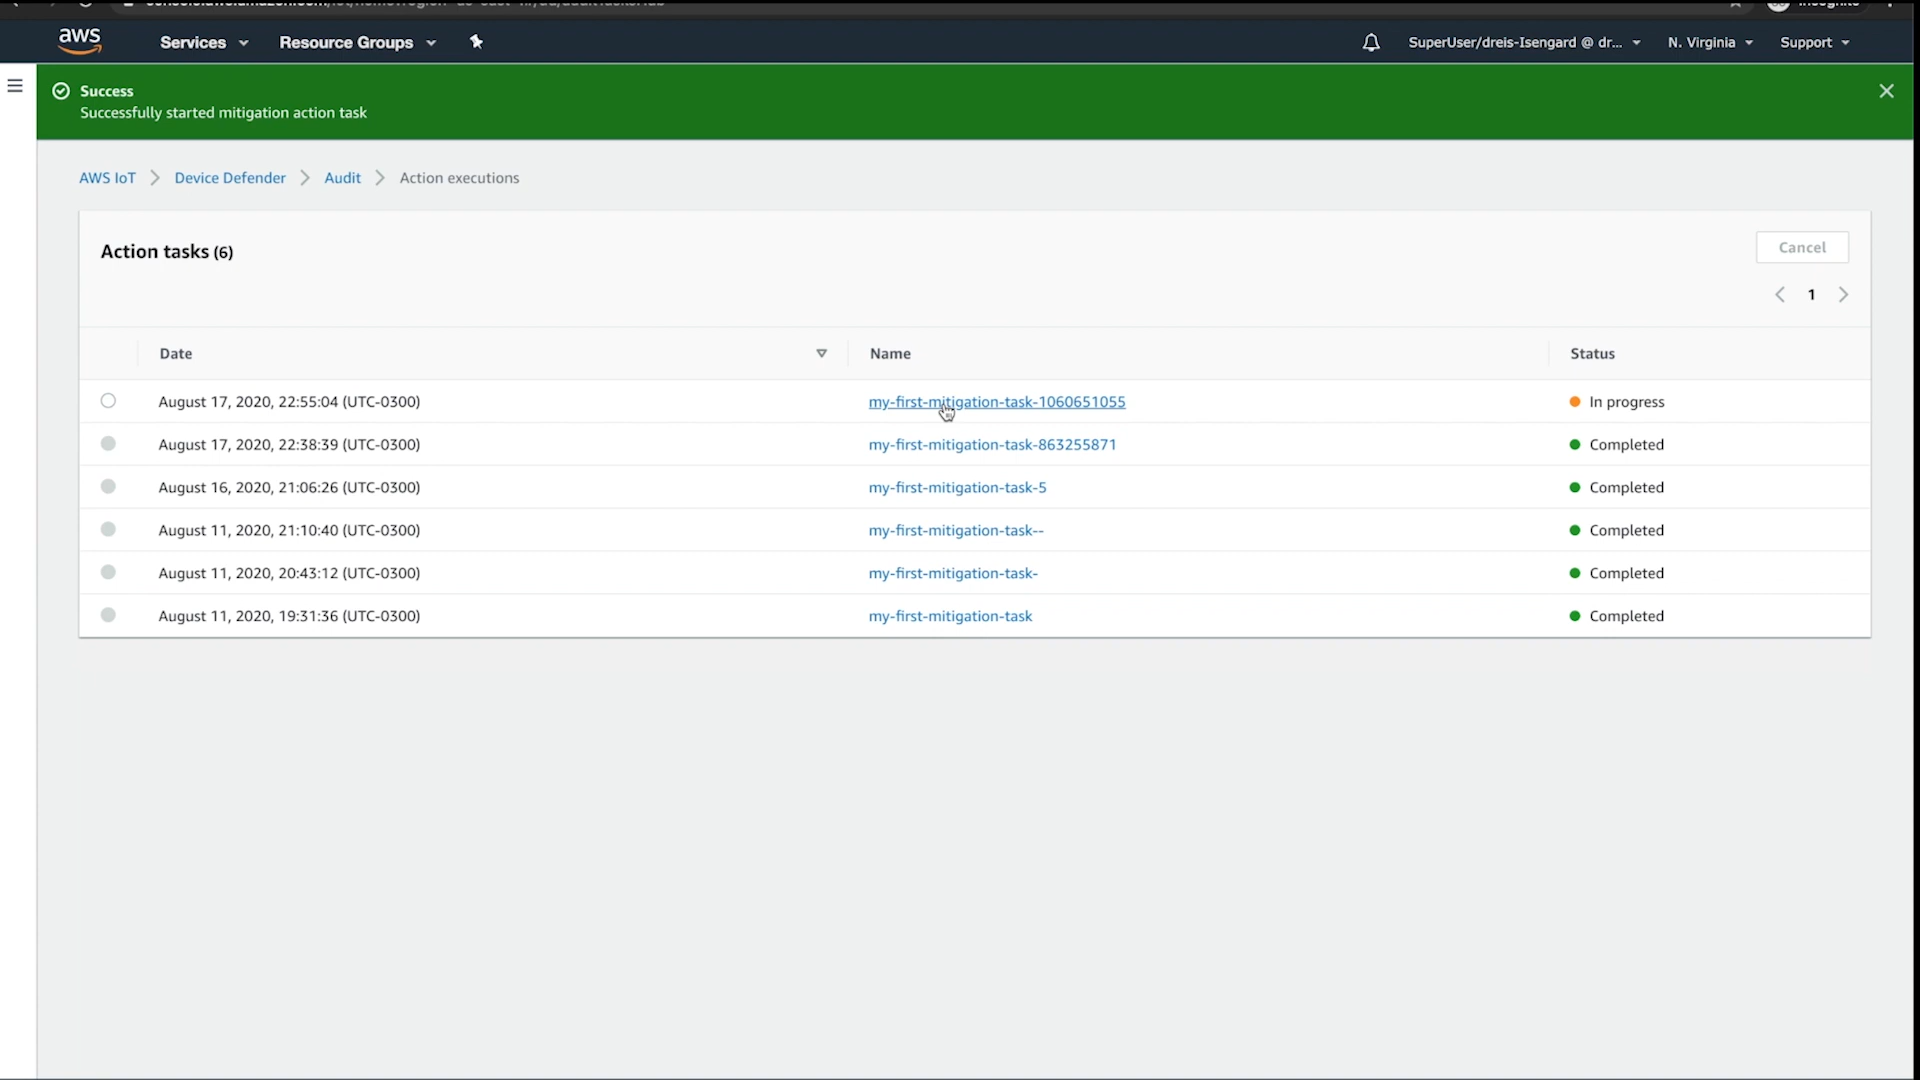 aws
Services
Resource Groups
SuperUser/dreis-Isengard @ dr...
N. Virginia
Support
Success
Successfully started mitigation action task
AWS IoT
Device Defender
Audit
Action executions
Action tasks (6)
Cancel
1
Date
Name
Status
August 17, 2020, 22:55:04 (UTC-0300) my-first-mitigation-task-1060651055 In progress
August 17, 2020, 22:38:39 (UTC-0300) my-first-mitigation-task-863255871 Completed
August 16, 2020, 21:06:26 (UTC-0300) my-first-mitigation-task-5 Completed
August 11, 2020, 21:10:40 (UTC-0300) my-first-mitigation-task-- Completed
August 11, 2020, 20:43:12 (UTC-0300) my-first-mitigation-task- Completed
August 11, 2020, 19:31:36 (UTC-0300) my-first-mitigation-task Completed